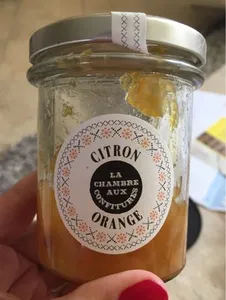 CITRON
LA
CHAMBRE
AUX
CONFITURES
ORANGE